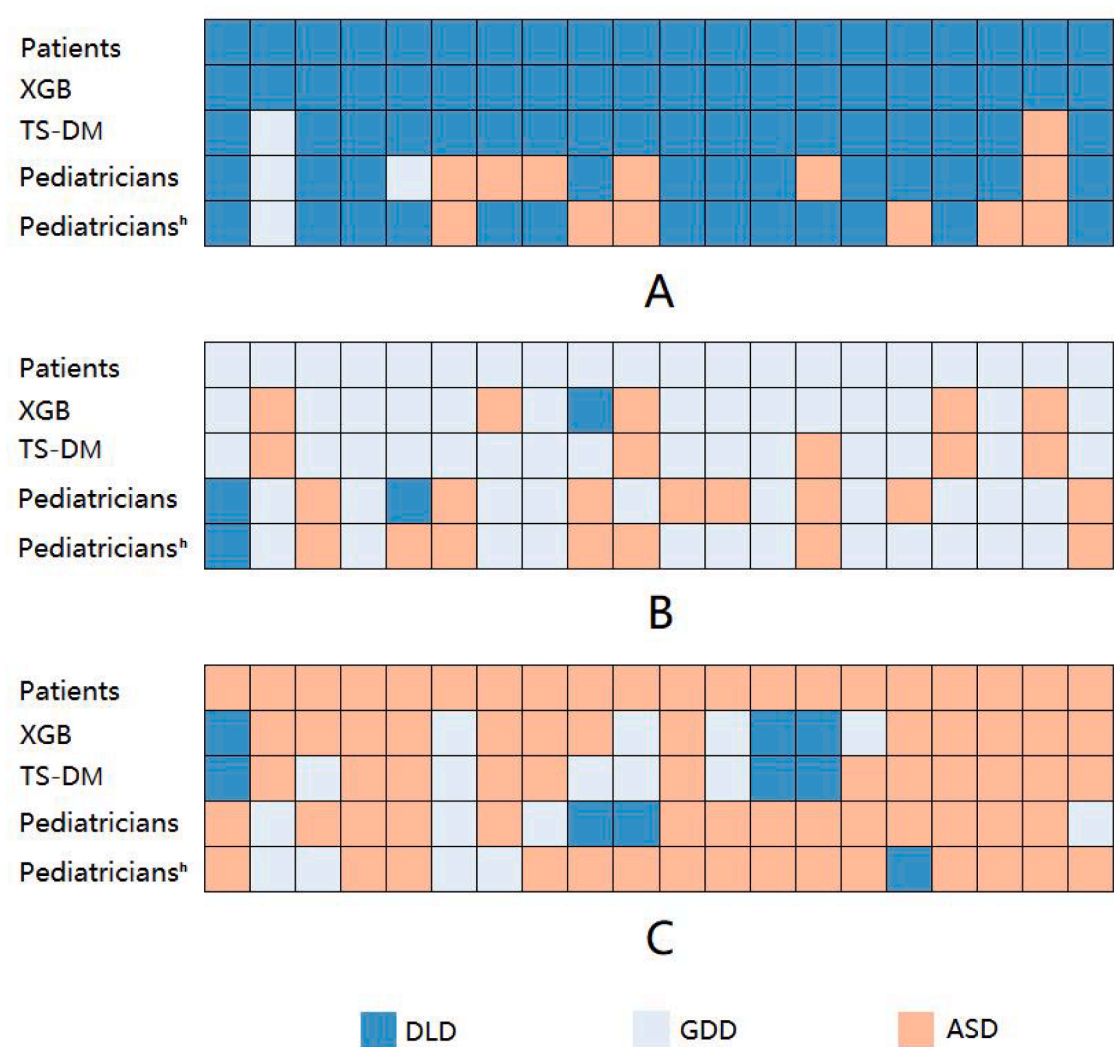 Patients
XGB
TS-DM
Pediatricians
Pediatriciansʰ
A
Patients
XGB
TS-DM
Pediatricians
Pediatriciansʰ
B
Patients
XGB
TS-DM
Pediatricians
Pediatriciansʰ
C
DLD GDD ASD